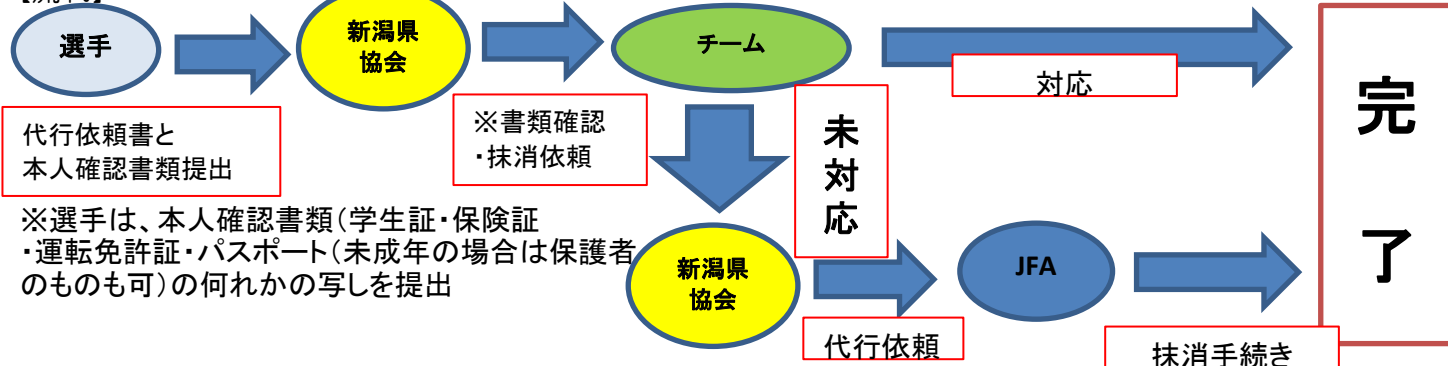 選手
新潟県
協会
チーム
対応
完
了
代行依頼書と
本人確認書類提出
※書類確認
・抹消依頼
未
対
応
※選手は、本人確認書類(学生証・保険証
・運転免許証・パスポート(未成年の場合は保護者
のものも可)の何れかの写しを提出
新潟県
協会
JFA
代行依頼
抹消手続き